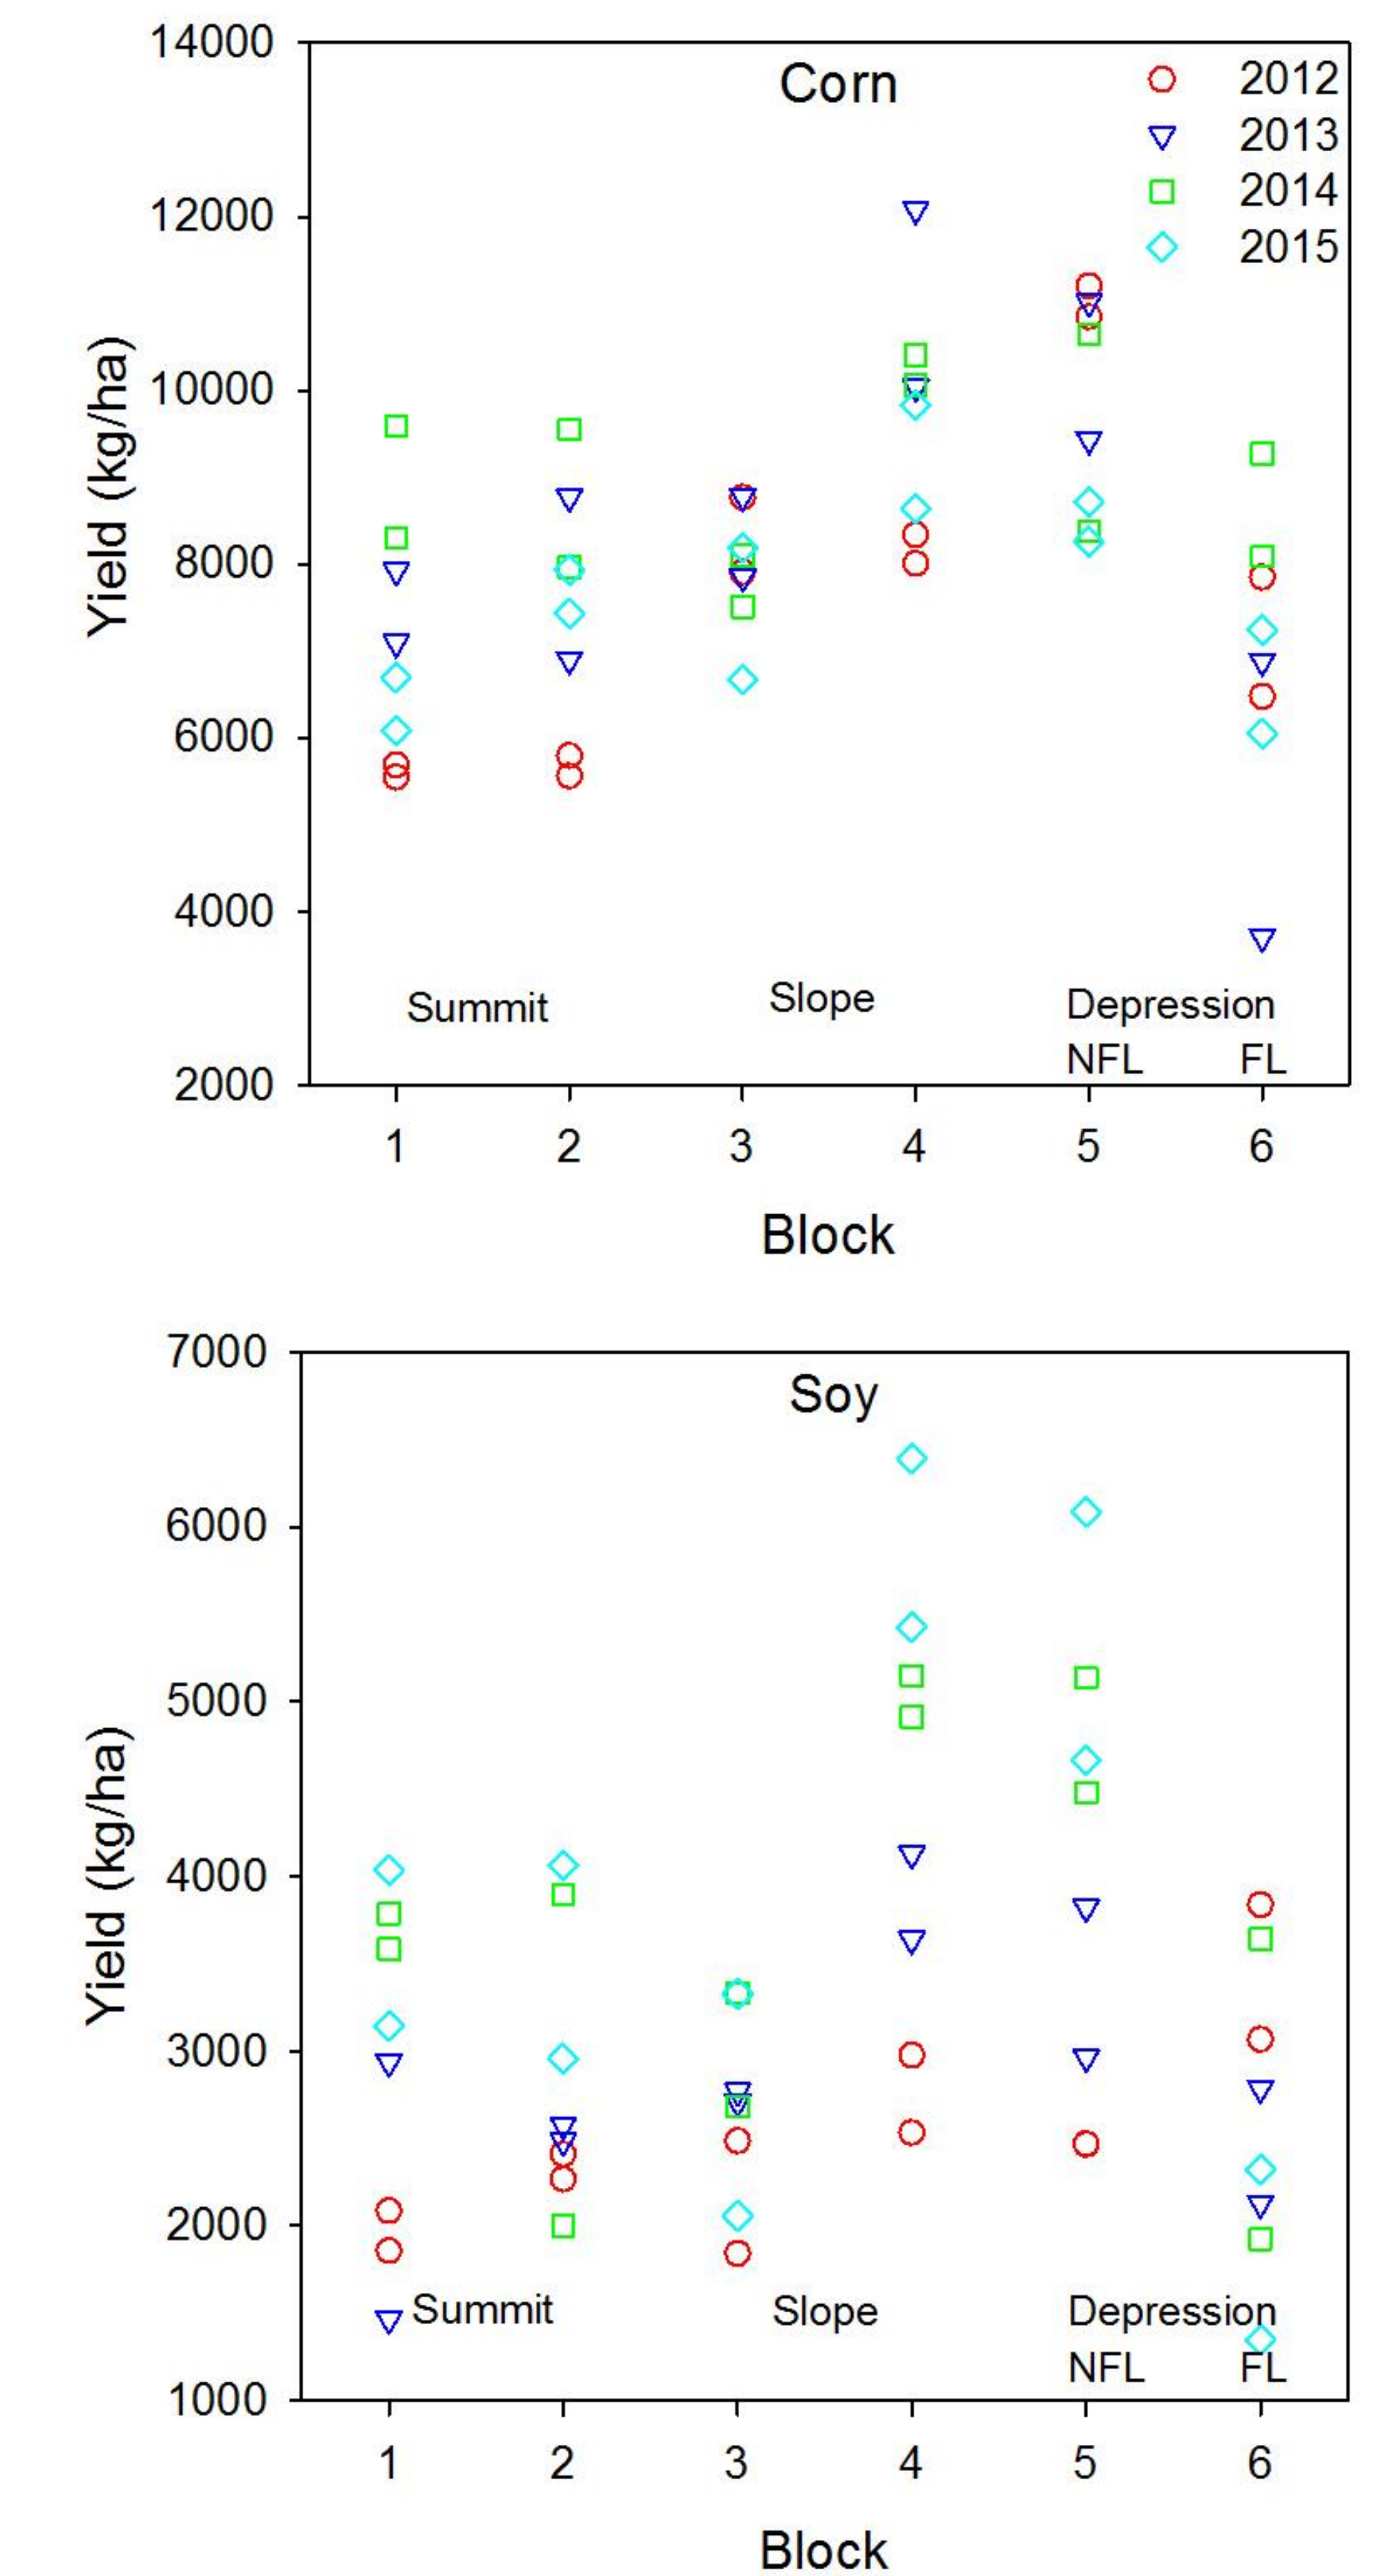 14000
Corn
2012
2013
2014
2015
12000
10000
8000
6000
4000
2000
Yield (kg/ha)
Summit
Slope
Depression
NFL FL
1 2 3 4 5 6
Block
7000
Soy
6000
5000
4000
3000
2000
1000
Yield (kg/ha)
Summit
Slope
Depression
NFL FL
1 2 3 4 5 6
Block